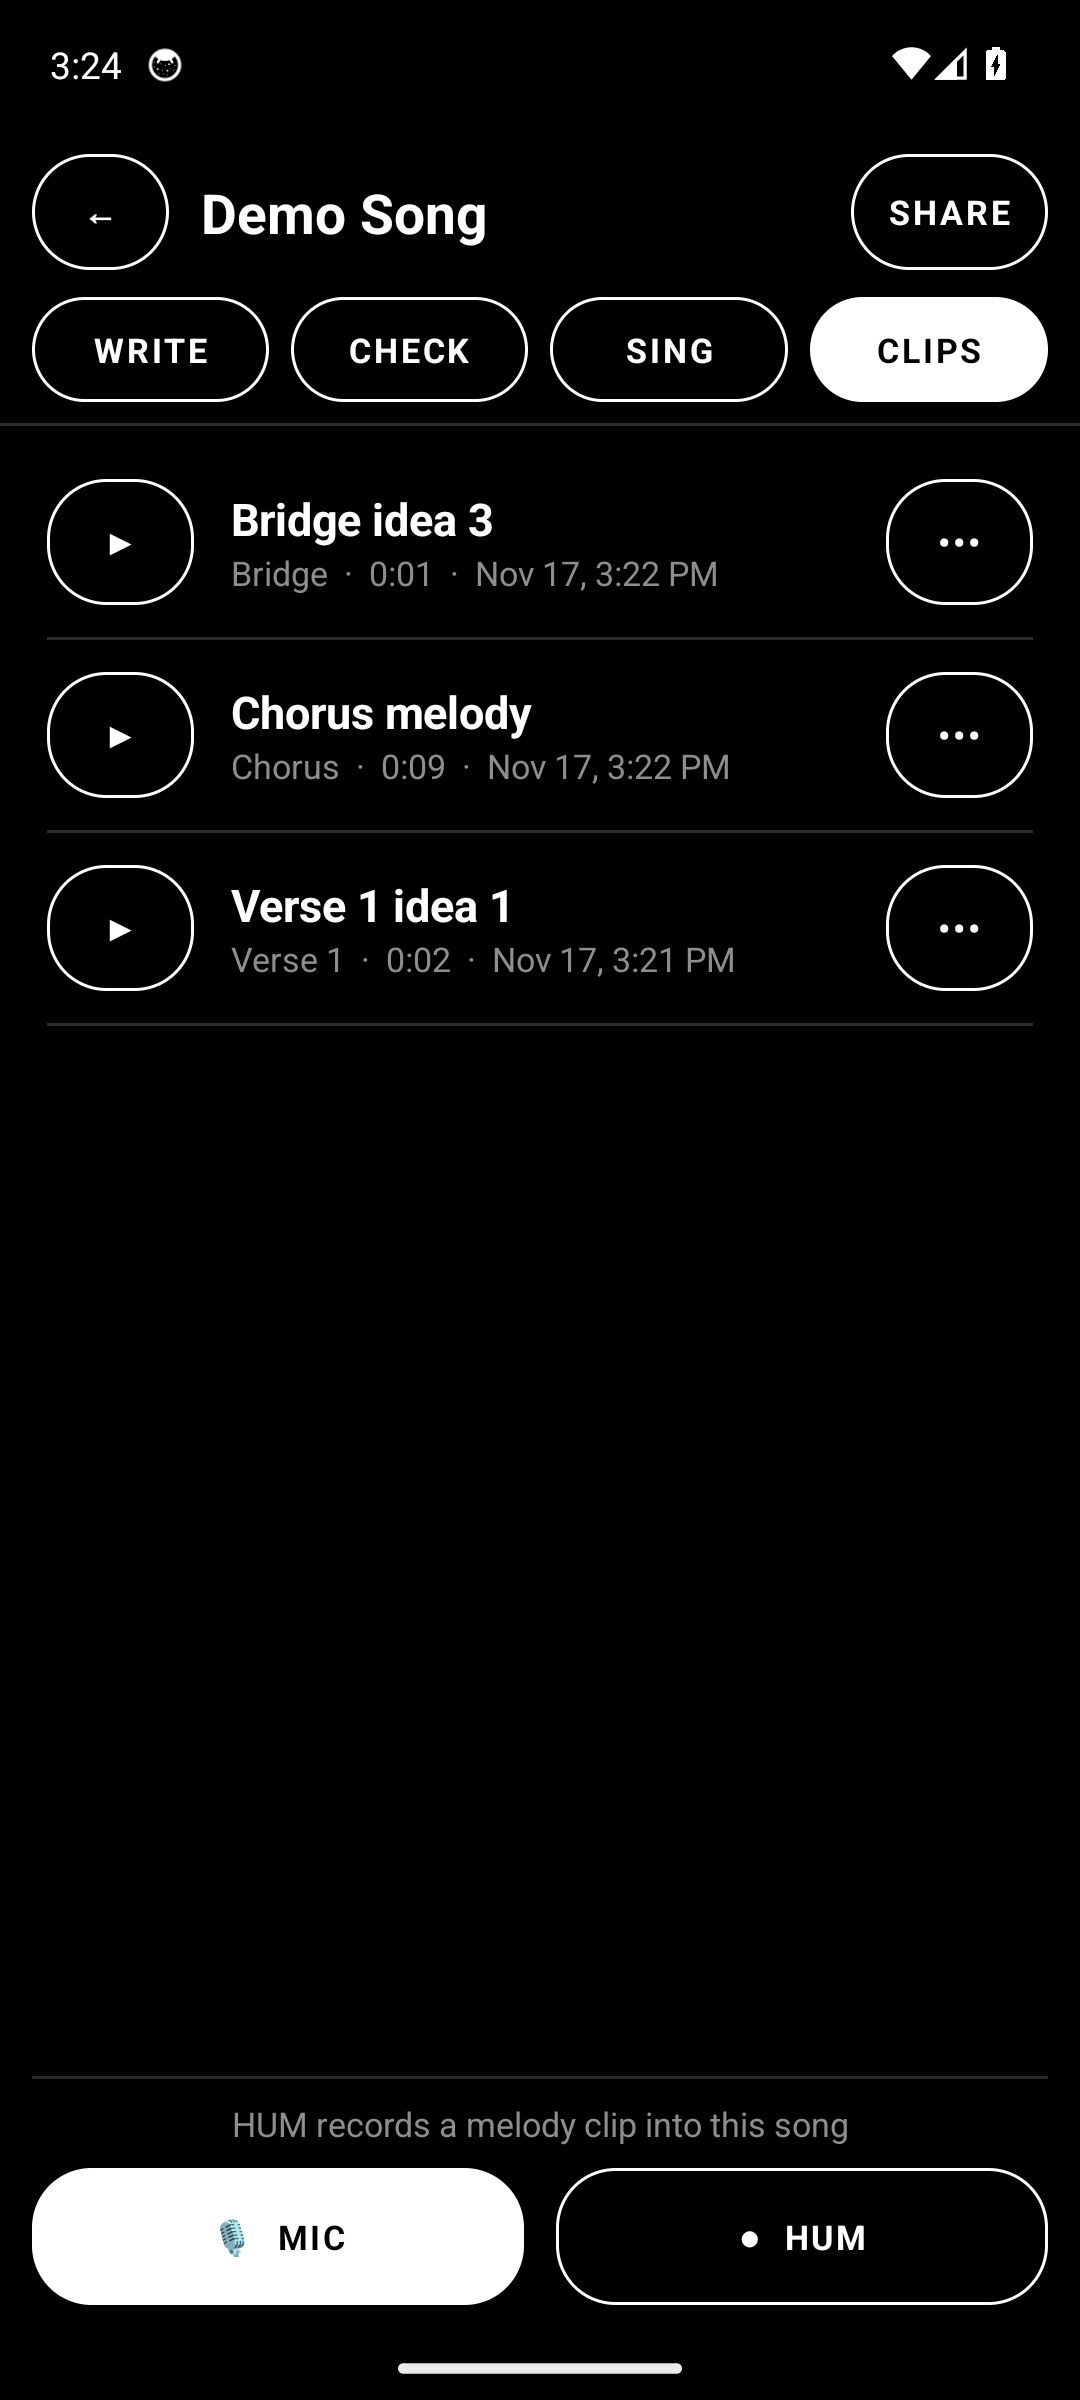 3:24
← Demo Song SHARE
WRITE CHECK SING CLIPS
▶ Bridge idea 3 •••
Bridge · 0:01 · Nov 17, 3:22 PM
▶ Chorus melody •••
Chorus · 0:09 · Nov 17, 3:22 PM
▶ Verse 1 idea 1 •••
Verse 1 · 0:02 · Nov 17, 3:21 PM
HUM records a melody clip into this song
🎙️ MIC ● HUM